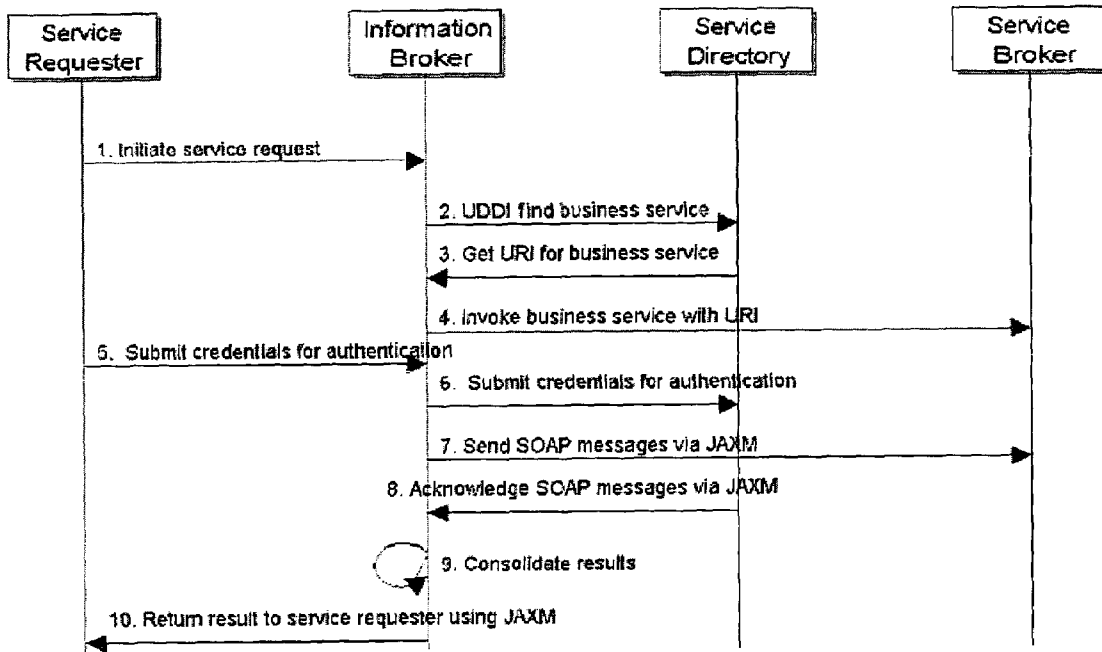 Service
Requester
Information
Broker
Service
Directory
Service
Broker
1. Initiate service request
2. UDDI find business service
3. Get URI for business service
4. Invoke business service with URI
5. Submit credentials for authentication
6. Submit credentials for authentication
7. Send SOAP messages via JAXM
8. Acknowledge SOAP messages via JAXM
9. Consolidate results
10. Return result to service requester using JAXM